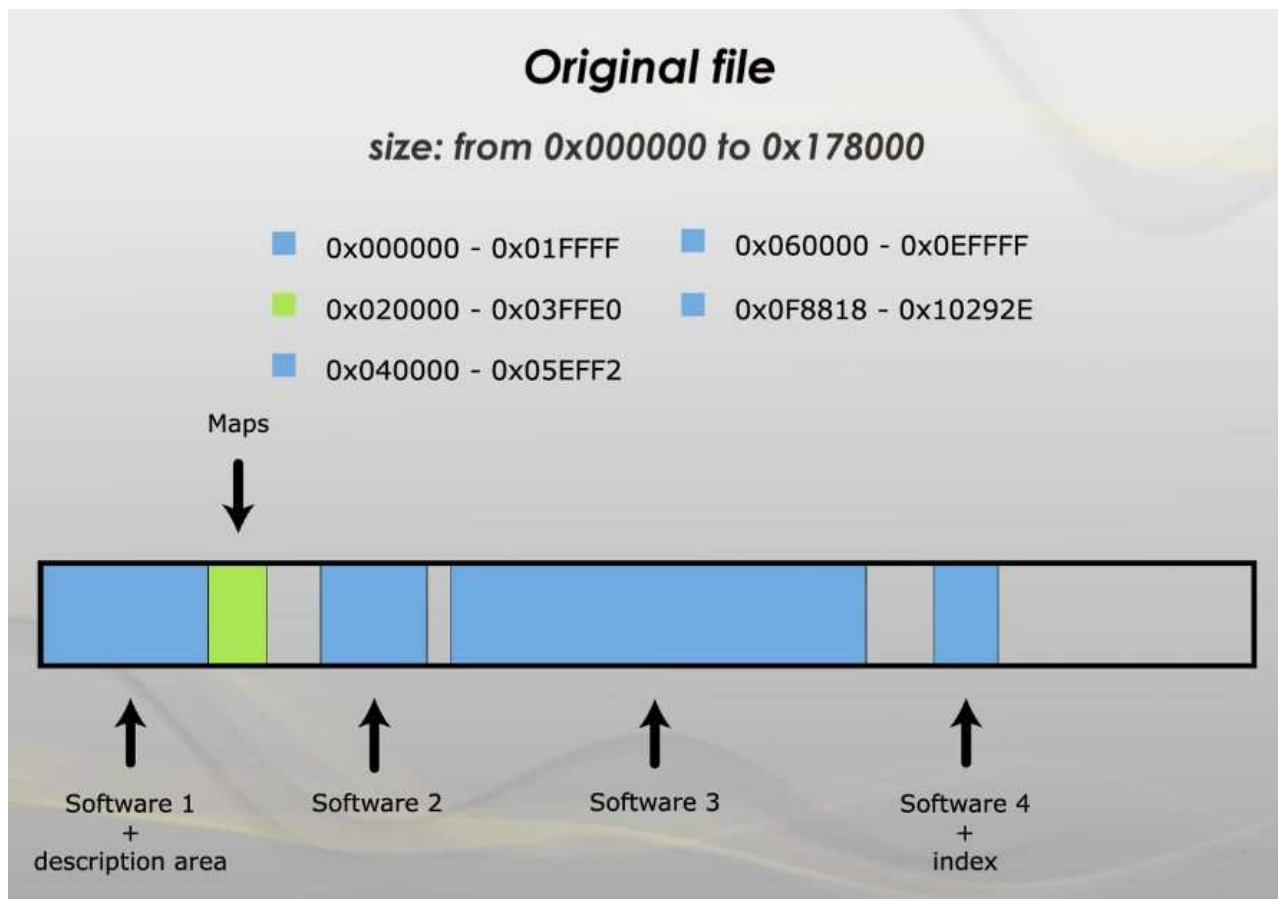 Original file
size: from 0x000000 to 0x178000
0x000000 - 0x01FFFF
0x020000 - 0x03FFE0
0x040000 - 0x05EFF2
0x060000 - 0x0EFFFF
0x0F8818 - 0x10292E
Maps
Software 1
+
description area
Software 2
Software 3
Software 4
+
index